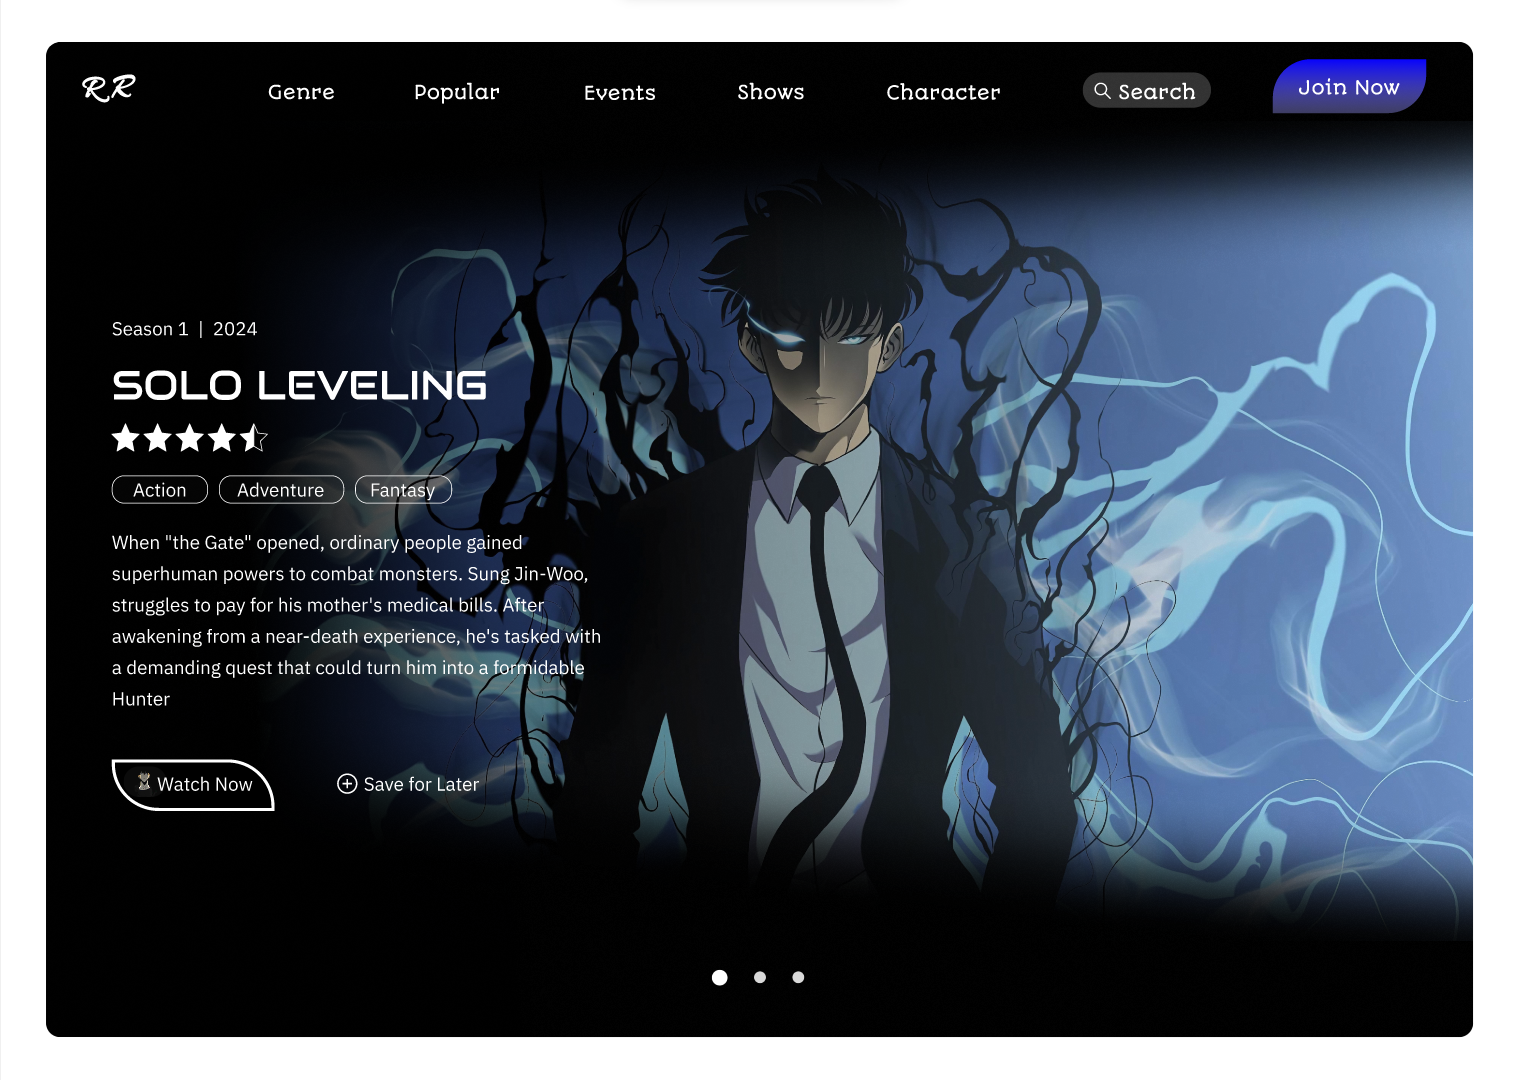 RR
Genre
Popular
Events
Shows
Character
Search
Join Now
Season 1 | 2024
SOLO LEVELING
Action
Adventure
Fantasy
When "the Gate" opened, ordinary people gained
superhuman powers to combat monsters. Sung Jin-Woo,
struggles to pay for his mother's medical bills. After
awakening from a near-death experience, he's tasked with
a demanding quest that could turn him into a formidable
Hunter
Watch Now
Save for Later